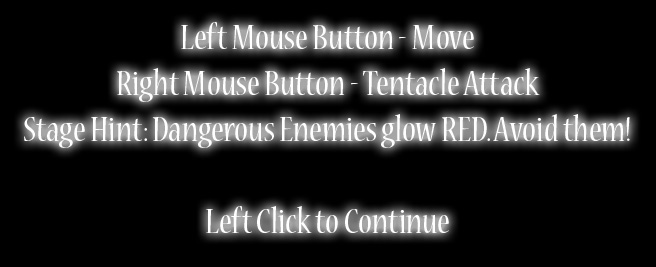 Left Mouse Button - Move
Right Mouse Button - Tentacle Attack
Stage Hint: Dangerous Enemies glow RED. Avoid them!
Left Click to Continue